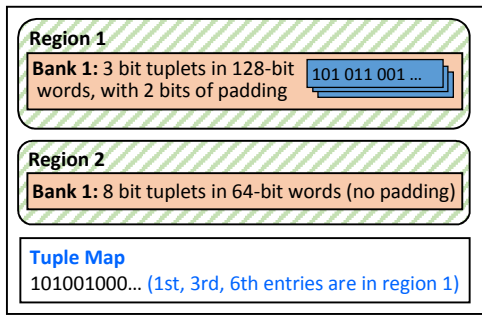 Region 1
Bank 1: 3 bit tuplets in 128-bit
words, with 2 bits of padding
101 011 001 ...
Region 2
Bank 1: 8 bit tuplets in 64-bit words (no padding)
Tuple Map
101001000... (1st, 3rd, 6th entries are in region 1)